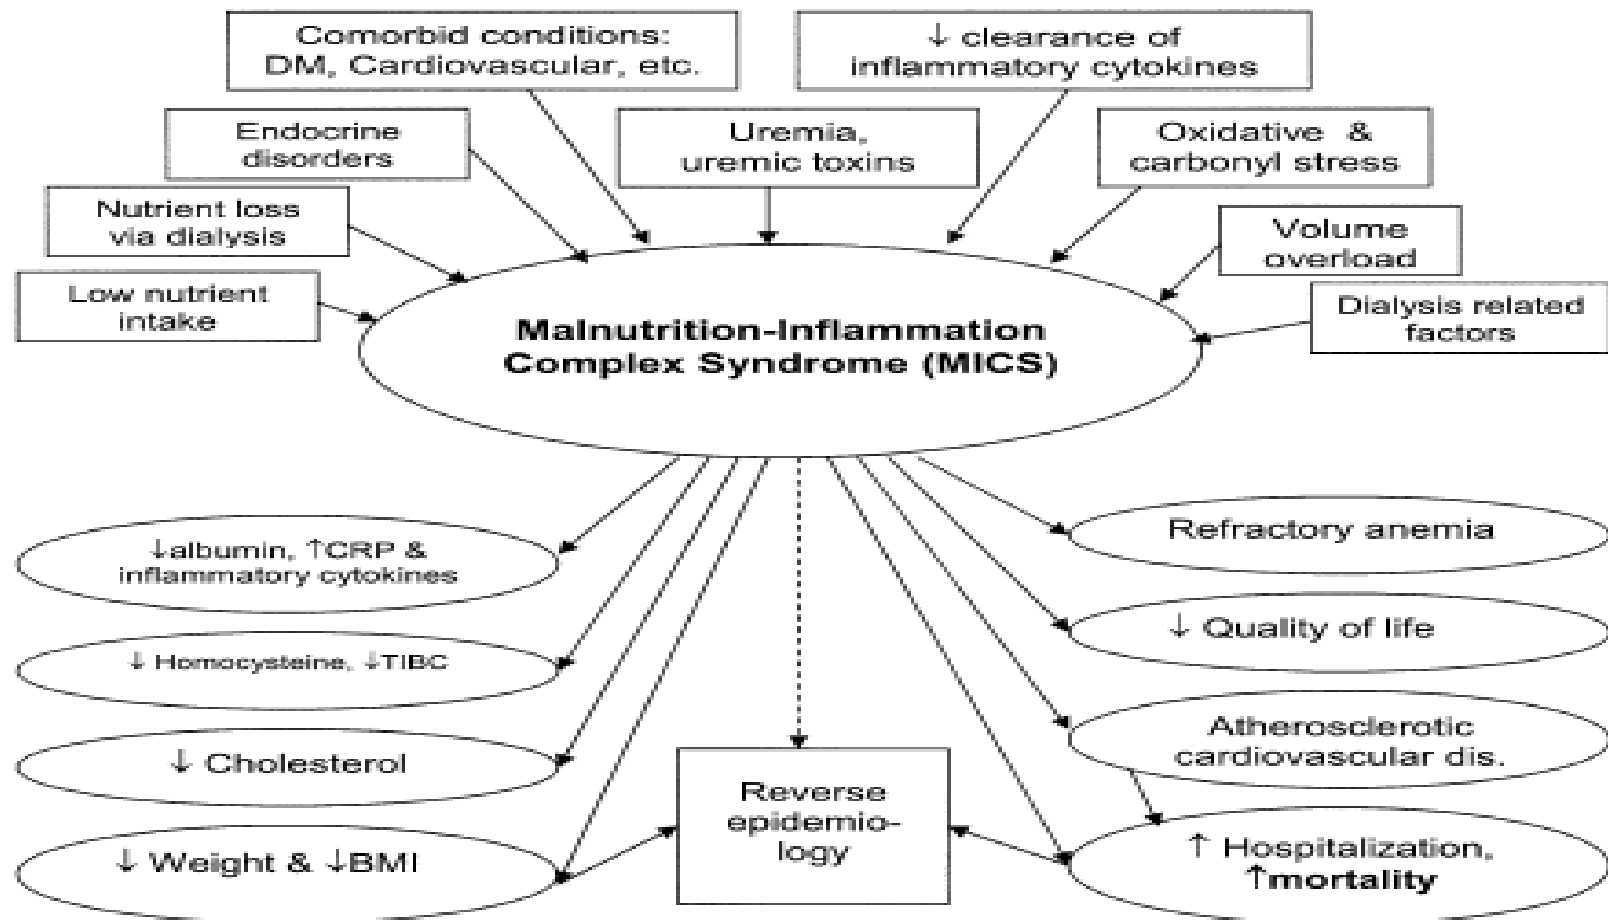 Comorbid conditions:
DM, Cardiovascular, etc.
↓ clearance of
inflammatory cytokines
Endocrine
disorders
Uremia,
uremic toxins
Oxidative &
carbonyl stress
Nutrient loss
via dialysis
Volume
overload
Low nutrient
intake
Dialysis related
factors
Malnutrition-Inflammation
Complex Syndrome (MICS)
↓albumin, ↑CRP &
inflammatory cytokines
↓ Homocysteine, ↓TIBC
↓ Cholesterol
↓ Weight & ↓BMI
Reverse
epidemio-
logy
Refractory anemia
↓ Quality of life
Atherosclerotic
cardiovascular dis.
↑ Hospitalization,
↑mortality